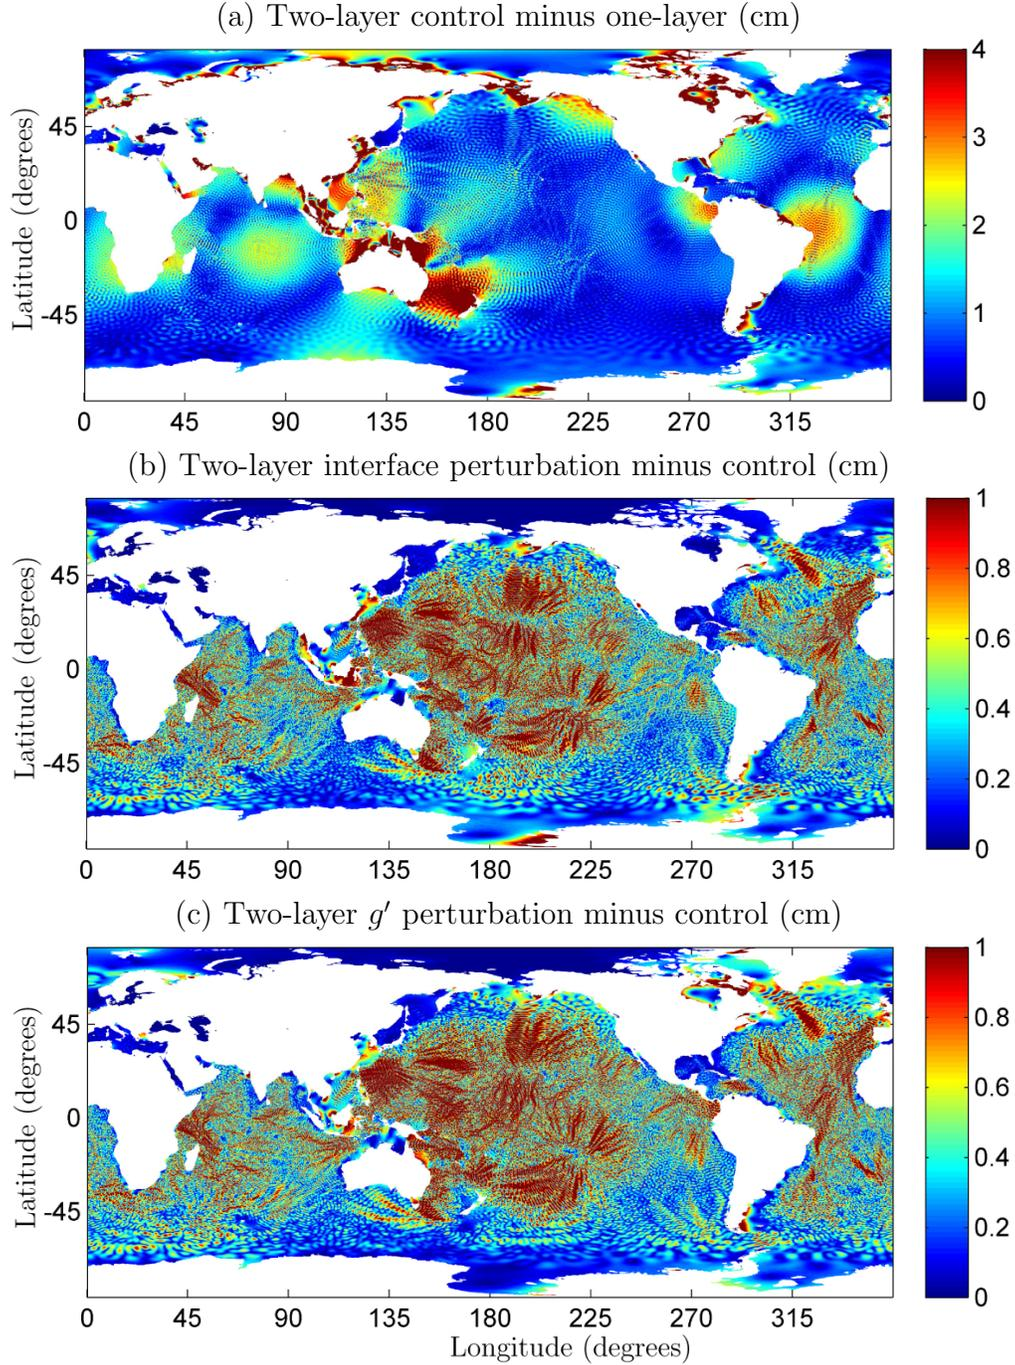 (a) Two-layer control minus one-layer (cm)
Latitude (degrees)
45
0
-45
0 45 90 135 180 225 270 315
4
3
2
1
0
(b) Two-layer interface perturbation minus control (cm)
Latitude (degrees)
45
0
-45
0 45 90 135 180 225 270 315
1
0.8
0.6
0.4
0.2
0
(c) Two-layer g′ perturbation minus control (cm)
Latitude (degrees)
45
0
-45
0 45 90 135 180 225 270 315
Longitude (degrees)
1
0.8
0.6
0.4
0.2
0